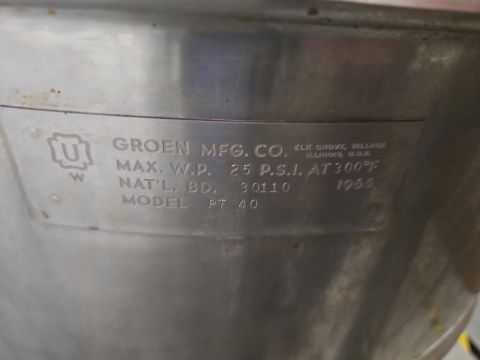 U
W
GROEN MFG. CO. ELK GROVE, VILLAGE
ILLINOIS, U.S.A.
MAX. W.P. 25 P.S.I. AT 300°F
NAT'L. BD. 30110 1965
MODEL PT 40